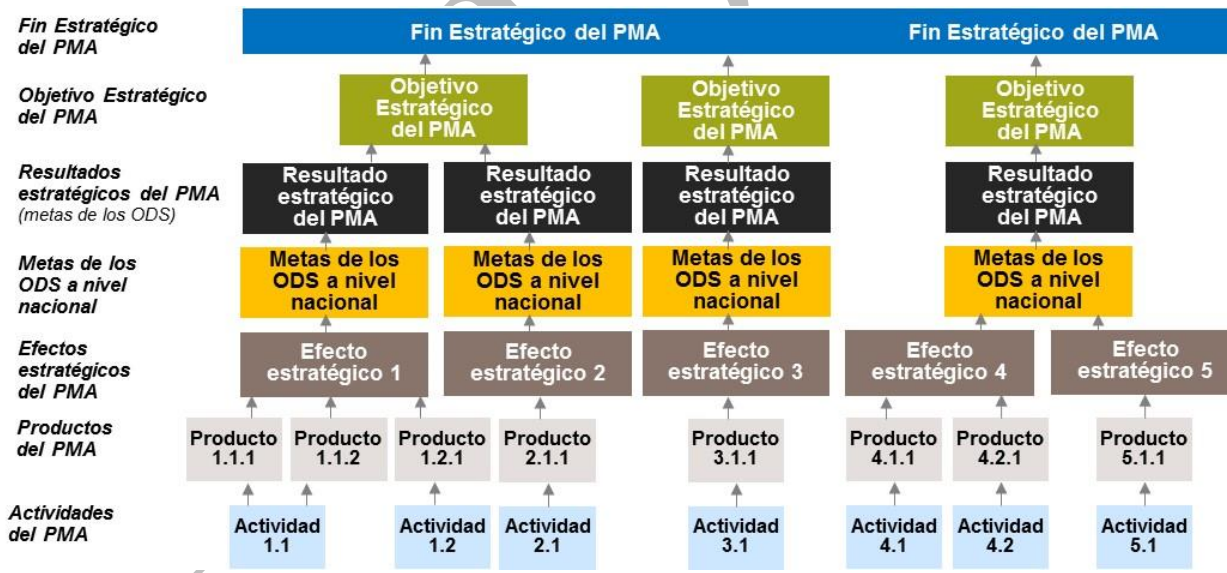 Fin Estratégico
del PMA
Fin Estratégico del PMA
Fin Estratégico del PMA
Objetivo Estratégico
del PMA
Objetivo
Estratégico
del PMA
Objetivo
Estratégico
del PMA
Objetivo
Estratégico
del PMA
Resultados
estratégicos del PMA
(metas de los ODS)
Resultado
estratégico
del PMA
Resultado
estratégico
del PMA
Resultado
estratégico
del PMA
Resultado
estratégico
del PMA
Metas de los
ODS a nivel
nacional
Metas de los
ODS a nivel
nacional
Metas de los
ODS a nivel
nacional
Metas de los
ODS a nivel
nacional
Metas de los
ODS a nivel
nacional
Efectos
estratégicos
del PMA
Efecto
estratégico 1
Efecto
estratégico 2
Efecto
estratégico 3
Efecto
estratégico 4
Efecto
estratégico 5
Productos
del PMA
Producto
1.1.1
Producto
1.1.2
Producto
1.2.1
Producto
2.1.1
Producto
3.1.1
Producto
4.1.1
Producto
4.2.1
Producto
5.1.1
Actividades
del PMA
Actividad
1.1
Actividad
1.2
Actividad
2.1
Actividad
3.1
Actividad
4.1
Actividad
4.2
Actividad
5.1